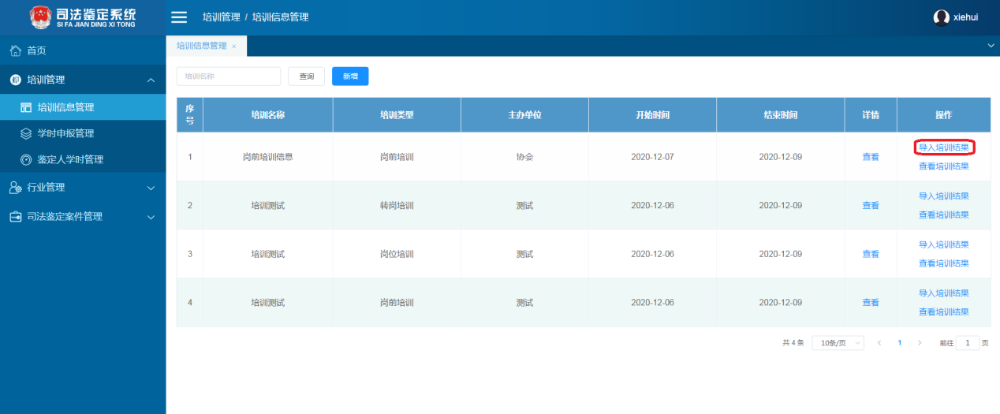 司法鉴定系统
SI FA JIAN DING XI TONG
培训管理 / 培训信息管理
xiehui
首页
培训管理
培训信息管理
学时申报管理
鉴定人学时管理
行业管理
司法鉴定案件管理
培训信息管理 ×
培训名称 查询 新增
序号 培训名称 培训类型 主办单位 开始时间 结束时间 详情 操作
1 岗前培训信息 岗前培训 协会 2020-12-07 2020-12-09 查看 导入培训结果
查看培训结果
2 培训测试 转岗培训 测试 2020-12-06 2020-12-09 查看 导入培训结果
查看培训结果
3 培训测试 岗位培训 测试 2020-12-06 2020-12-09 查看 导入培训结果
查看培训结果
4 培训测试 岗前培训 测试 2020-12-06 2020-12-09 查看 导入培训结果
查看培训结果
共 4 条 10条/页 < 1 > 前往 1 页